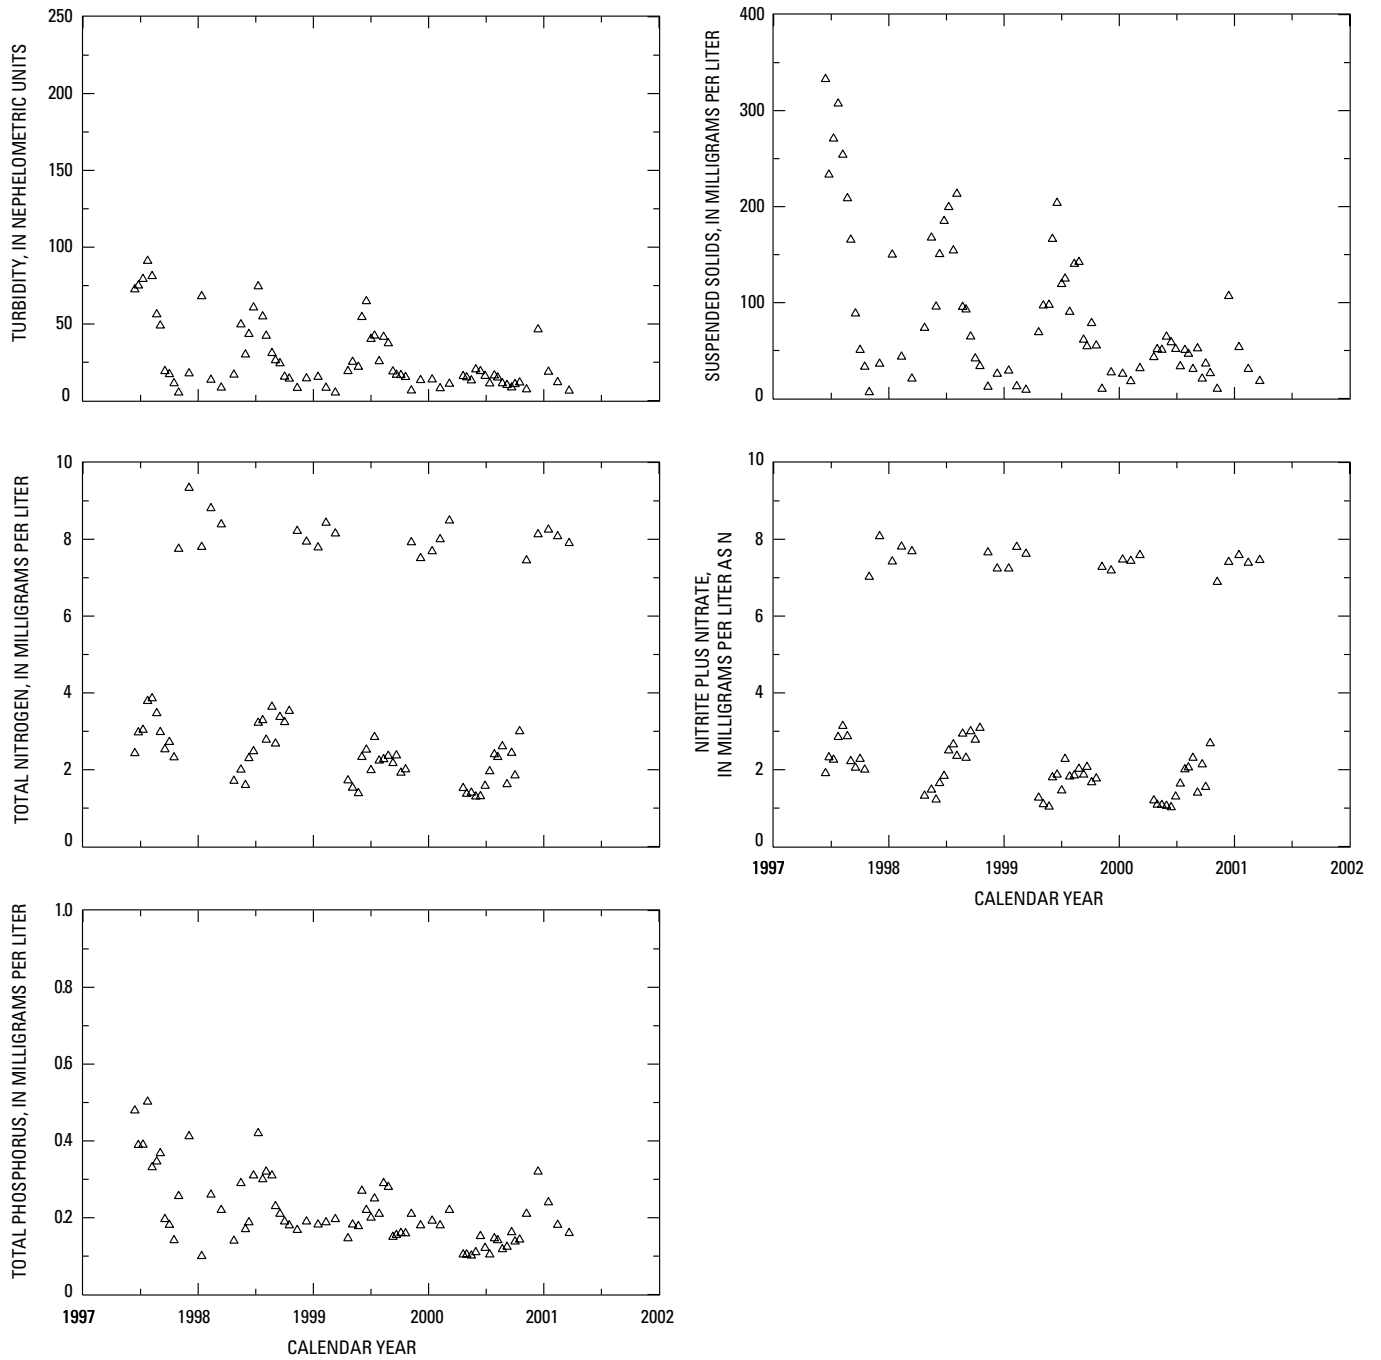 TURBIDITY, IN NEPHELOMETRIC UNITS
250
200
150
100
50
0
SUSPENDED SOLIDS, IN MILLIGRAMS PER LITER
400
300
200
100
0
TOTAL NITROGEN, IN MILLIGRAMS PER LITER
10
8
6
4
2
0
NITRITE PLUS NITRATE,
IN MILLIGRAMS PER LITER AS N
10
8
6
4
2
0
1997 1998 1999 2000 2001 2002
CALENDAR YEAR
TOTAL PHOSPHORUS, IN MILLIGRAMS PER LITER
1.0
0.8
0.6
0.4
0.2
0
1997 1998 1999 2000 2001 2002
CALENDAR YEAR